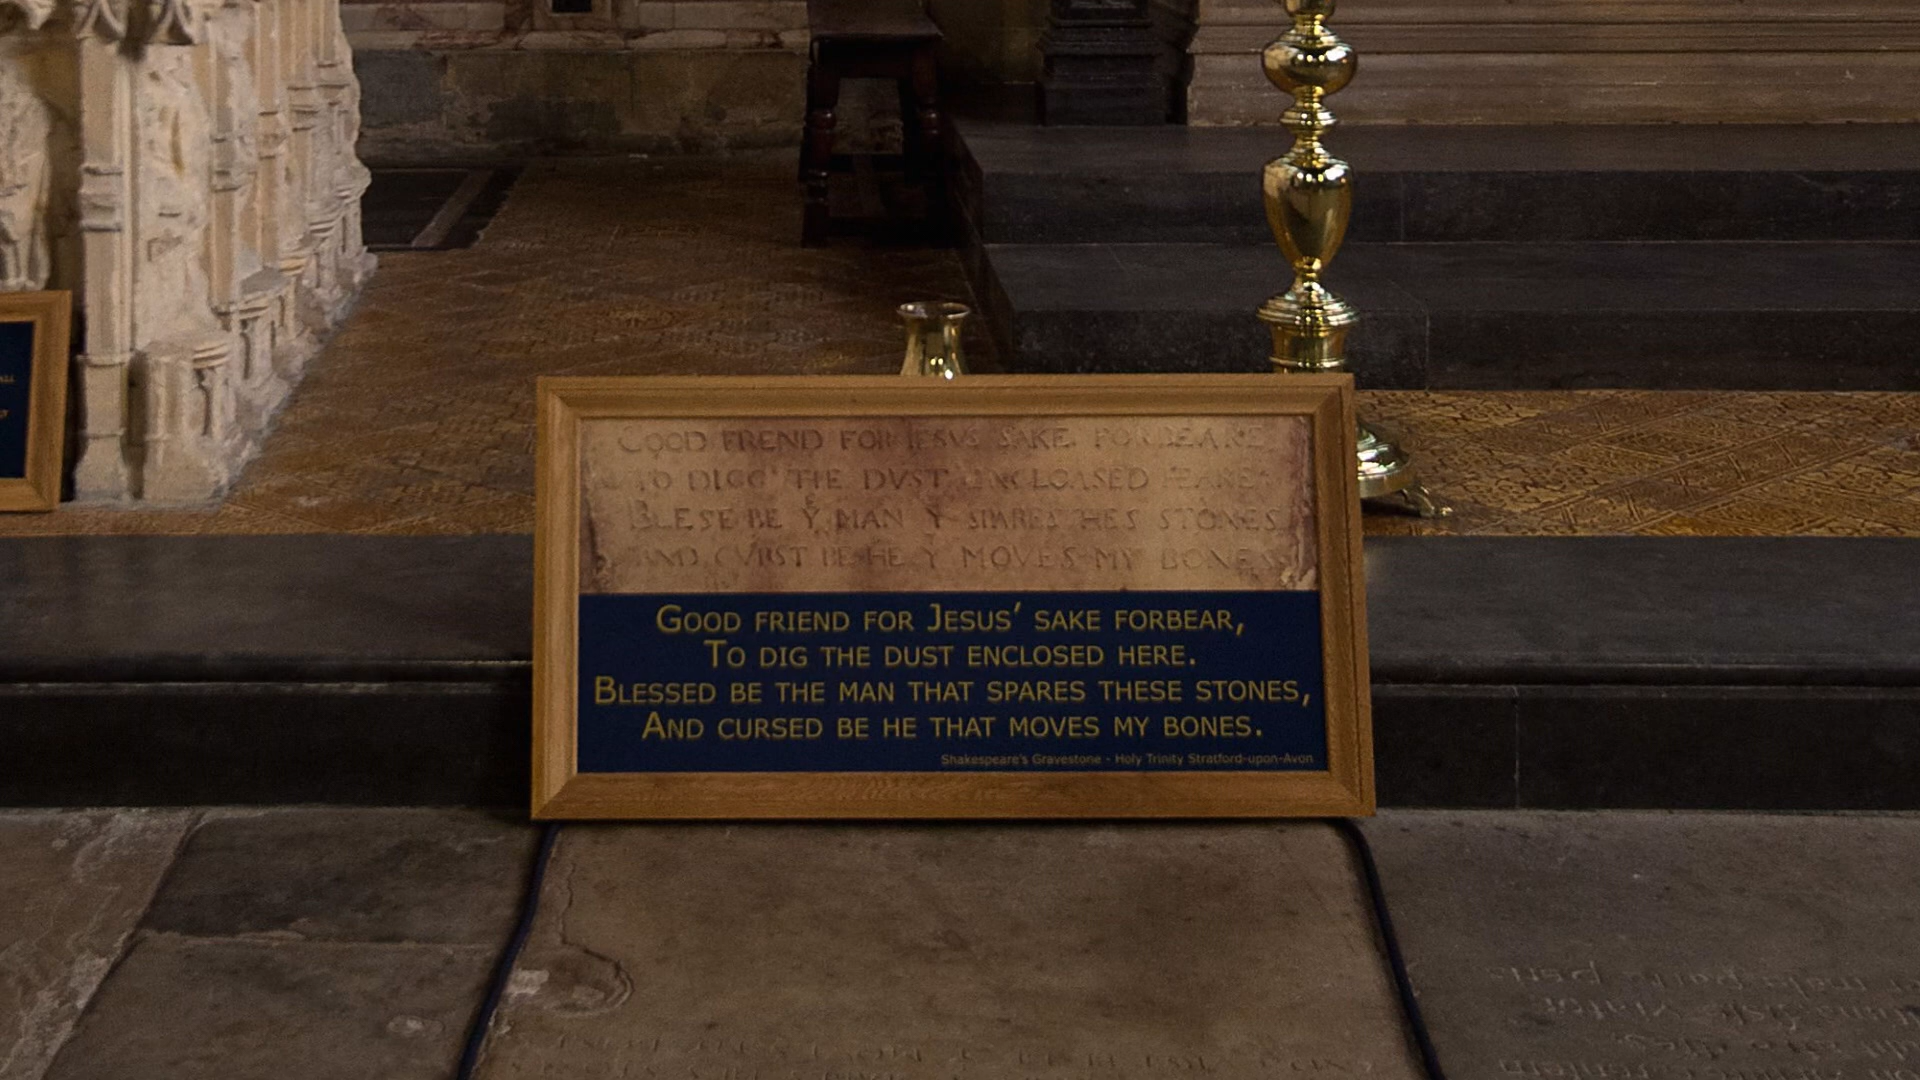 GOOD FREND FOR IESVS SAKE FORBEARE,
TO DIGG THE DVST ENCLOASED HEARE.
BLESE BE Yͤ MAN Yͭ SPARES THES STONES,
AND CVRST BE HE Yͭ MOVES MY BONES.
GOOD FRIEND FOR JESUS' SAKE FORBEAR,
TO DIG THE DUST ENCLOSED HERE.
BLESSED BE THE MAN THAT SPARES THESE STONES,
AND CURSED BE HE THAT MOVES MY BONES.
Shakespeare's Gravestone - Holy Trinity Stratford-upon-Avon